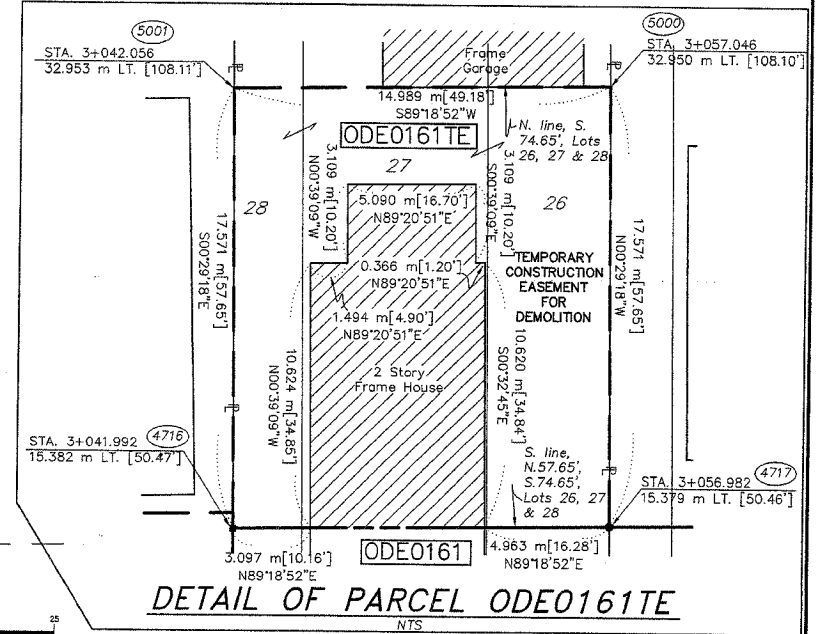 5001
STA. 3+042.056
32.953 m LT. [108.11']
5000
STA. 3+057.046
32.950 m LT. [108.10']
Frame
Garage
14.989 m[49.18']
S89°18'52"W
ODE0161TE
N. line, S.
74.65', Lots
26, 27 & 28
27
28
26
3.109 m[10.20']
N00°39'09"W
3.109 m[10.20']
S00°39'09"E
5.090 m[16.70']
N89°20'51"E
17.571 m[57.65']
S00°29'18"E
17.571 m[57.65']
N00°29'18"W
0.366 m[1.20']
N89°20'51"E
TEMPORARY
CONSTRUCTION
EASEMENT
FOR
DEMOLITION
1.494 m[4.90']
N89°20'51"E
10.624 m[34.85']
N00°39'09"W
10.620 m[34.84']
S00°32'45"E
2 Story
Frame House
4716
STA. 3+041.992
15.382 m LT. [50.47']
S. line,
N.57.65',
S.74.65',
Lots 26, 27
& 28
4717
STA. 3+056.982
15.379 m LT. [50.46']
3.097 m[10.16']
N89°18'52"E
ODE0161
4.963 m[16.28']
N89°18'52"E
DETAIL OF PARCEL ODE0161TE
NTS
25